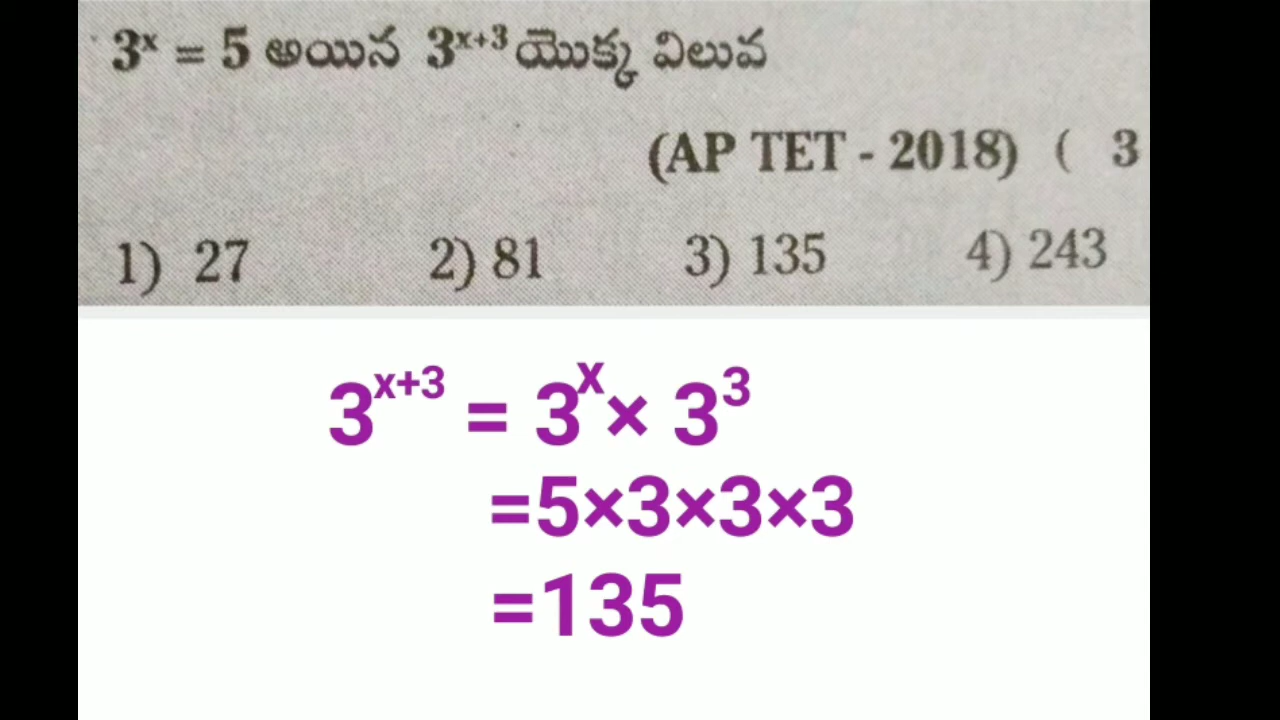 3ˣ = 5 అయిన 3ˣ⁺³ యొక్క విలువ
(AP TET - 2018) ( 3
1) 27 2) 81 3) 135 4) 243
3ˣ⁺³ = 3ˣ × 3³
=5×3×3×3
=135